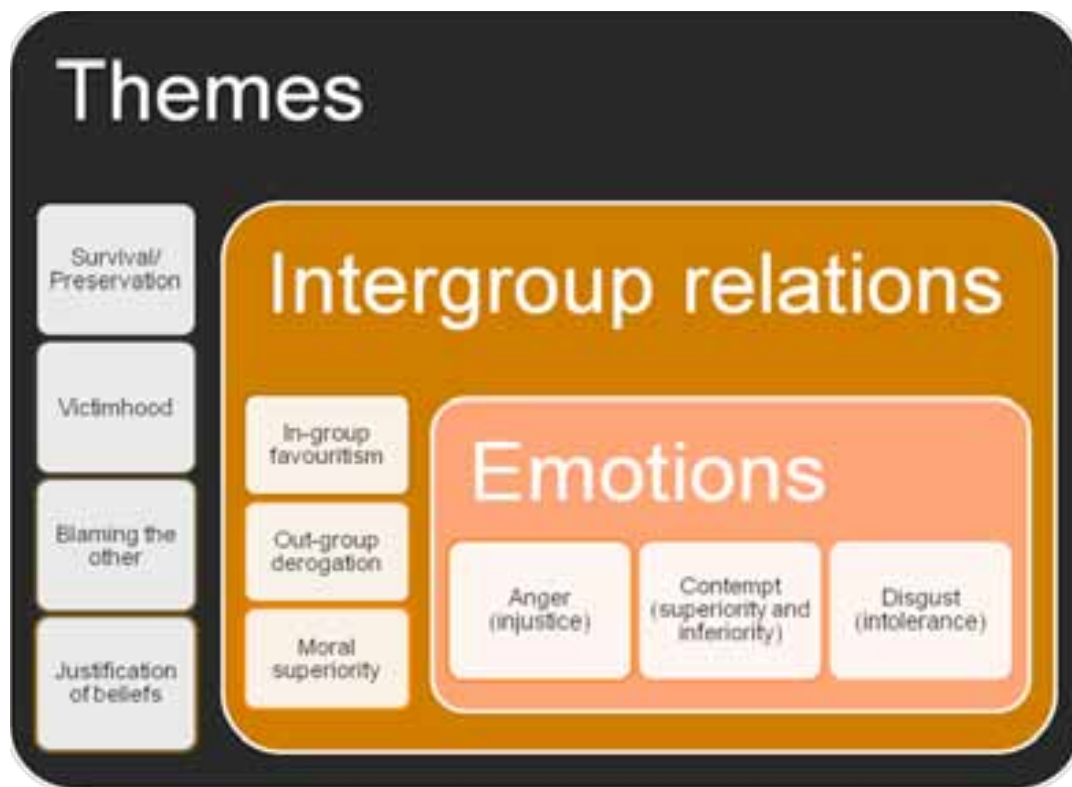 Themes
Survival/
Preservation
Victimhood
Blaming the
other
Justification
of beliefs
Intergroup relations
In-group
favouritism
Out-group
derogation
Moral
superiority
Emotions
Anger
(injustice)
Contempt
(superiority and
inferiority)
Disgust
(intolerance)